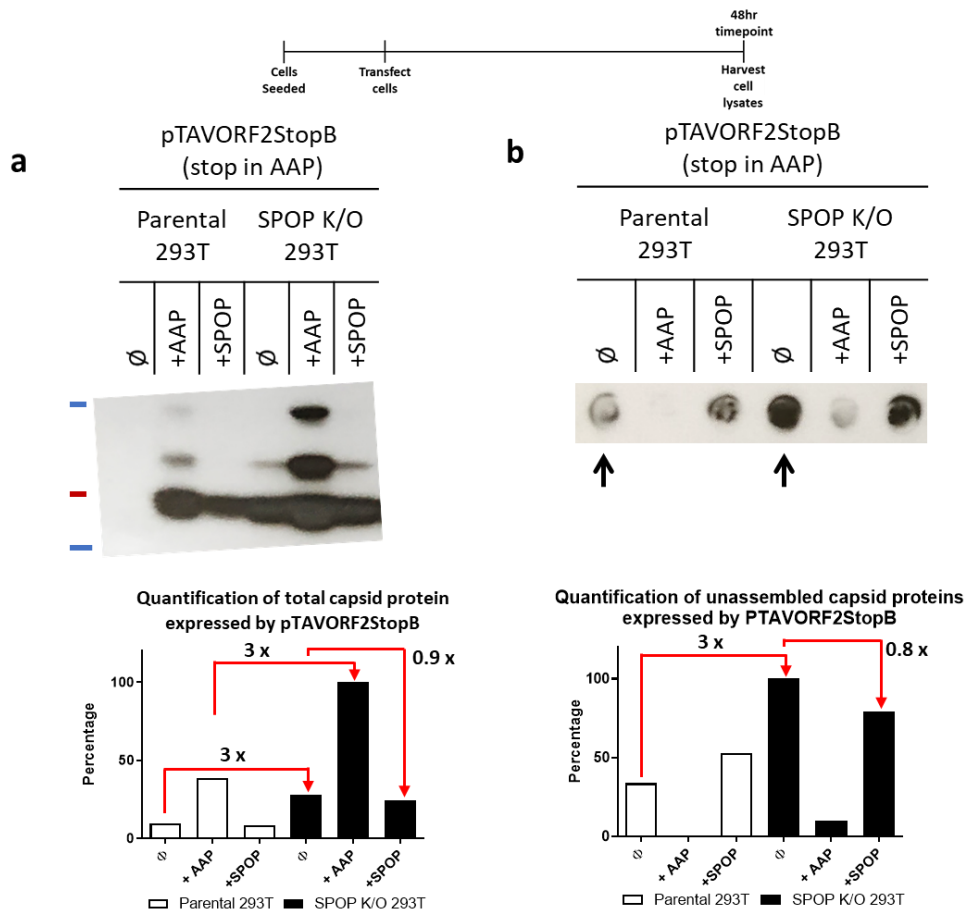 48hr
timepoint
Cells
Seeded
Transfect
cells
Harvest
cell
lysates
a
pTAVORF2StopB
(stop in AAP)
Parental
293T
SPOP K/O
293T
Ø
+AAP
+SPOP
Ø
+AAP
+SPOP
b
pTAVORF2StopB
(stop in AAP)
Parental
293T
SPOP K/O
293T
Ø
+AAP
+SPOP
Ø
+AAP
+SPOP
Quantification of total capsid protein
expressed by pTAVORF2StopB
3 x
0.9 x
3 x
Percentage
100
50
0
Φ
+ AAP
+SPOP
Φ
+ AAP
+SPOP
Parental 293T
SPOP K/O 293T
Quantification of unassembled capsid proteins
expressed by PTAVORF2StopB
3 x
0.8 x
Percentage
100
50
0
Φ
+ AAP
+SPOP
Φ
+ AAP
+SPOP
Parental 293T
SPOP K/O 293T